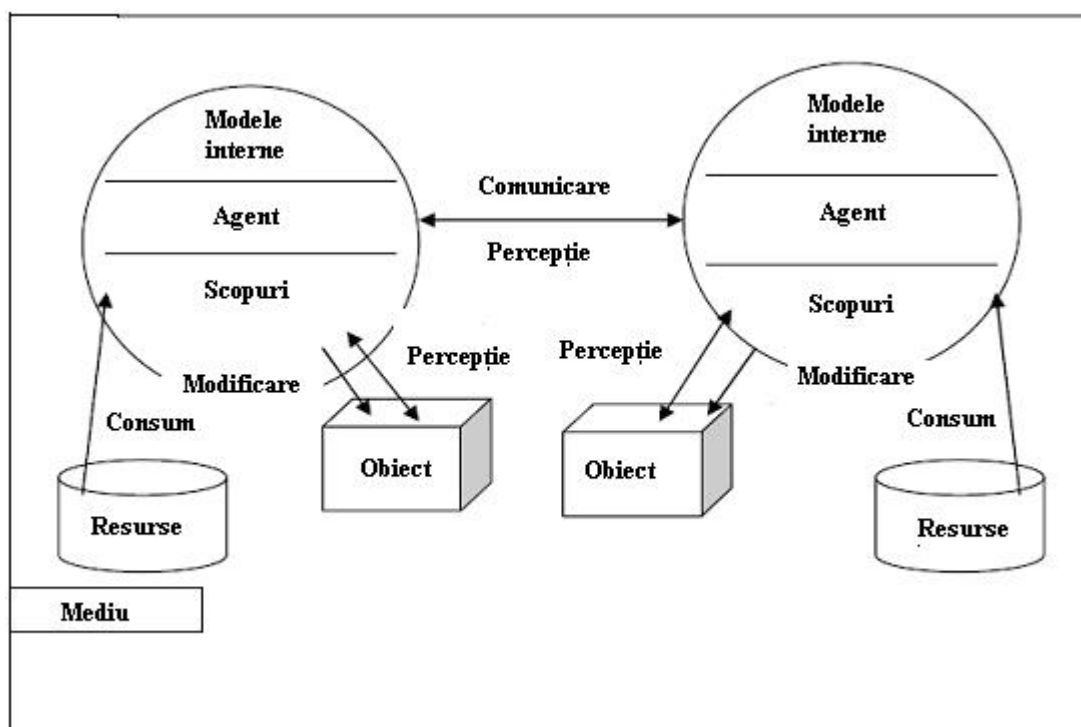 Modele
interne
Agent
Scopuri
Modificare
Comunicare
Percepție
Modele
interne
Agent
Scopuri
Modificare
Percepție
Percepție
Consum
Consum
Obiect
Obiect
Resurse
Resurse
Mediu